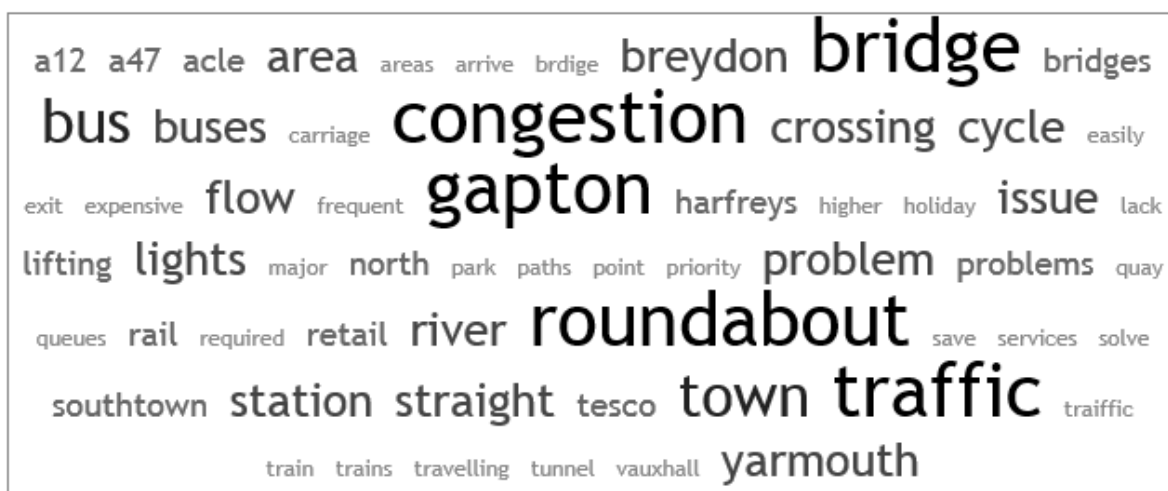 a12 a47 acle area areas arrive brdige breydon bridge bridges
bus buses carriage congestion crossing cycle easily
exit expensive flow frequent gapton harfreys higher holiday issue lack
lifting lights major north park paths point priority problem problems quay
queues rail required retail river roundabout save services solve
southtown station straight tesco town traffic traiffic
train trains travelling tunnel vauxhall yarmouth